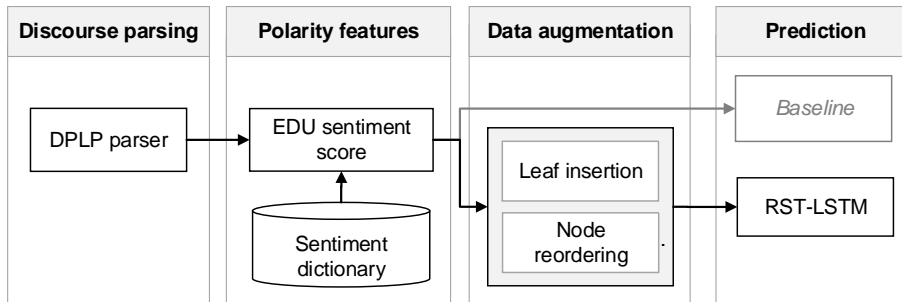 Discourse parsing
Polarity features
Data augmentation
Prediction
DPLP parser
EDU sentiment
score
Sentiment
dictionary
Leaf insertion
Node
reordering
.
Baseline
RST-LSTM